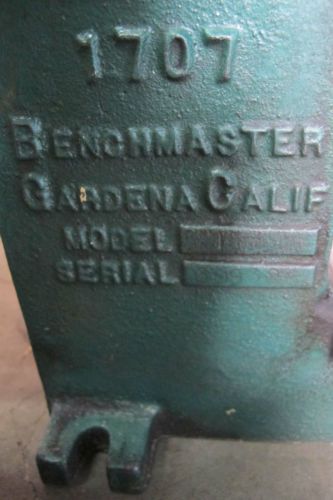 1707
BENCHMASTER
GARDENA CALIF
MODEL
SERIAL